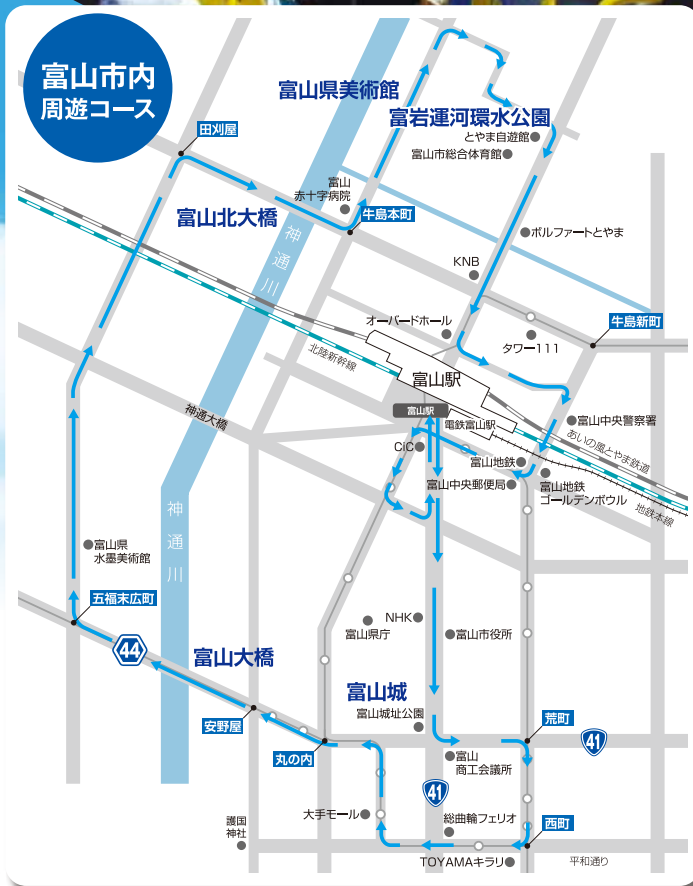 富山市内
周遊コース
富山県美術館
富岩運河環水公園
とやま自遊館
富山市総合体育館
田刈屋
富山
赤十字病院
牛島本町
富山北大橋
神通川
ボルファートとやま
KNB
オーバードホール
タワー111
牛島新町
北陸新幹線
富山駅
富山駅
電鉄富山駅
神通大橋
CiC
富山中央警察署
あいの風とやま鉄道
富山地鉄
富山中央郵便局
富山地鉄
ゴールデンボウル
地鉄本線
神通川
富山県
水墨美術館
五福末広町
44
富山大橋
NHK
富山県庁
富山市役所
富山城
富山城址公園
安野屋
丸の内
荒町
41
富山
商工会議所
41
大手モール
総曲輪フェリオ
西町
護国
神社
TOYAMAキラリ
平和通り